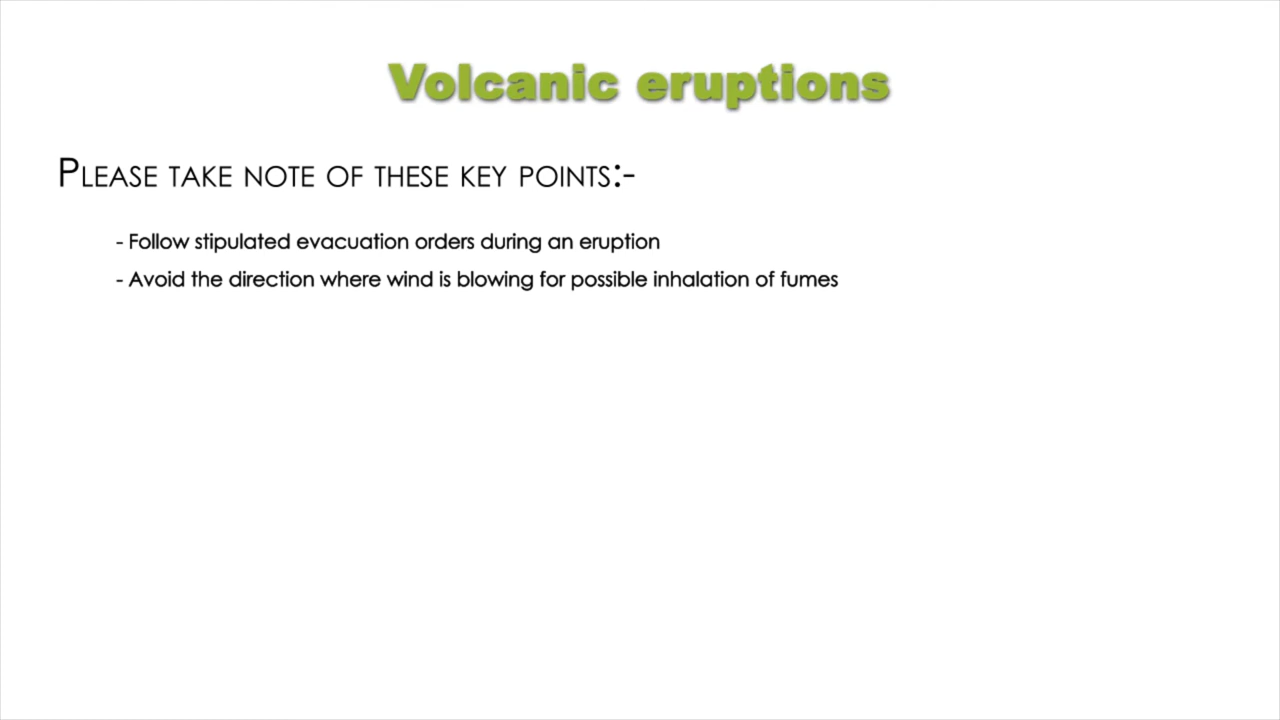 Volcanic eruptions
Please take note of these key points:-
- Follow stipulated evacuation orders during an eruption
- Avoid the direction where wind is blowing for possible inhalation of fumes